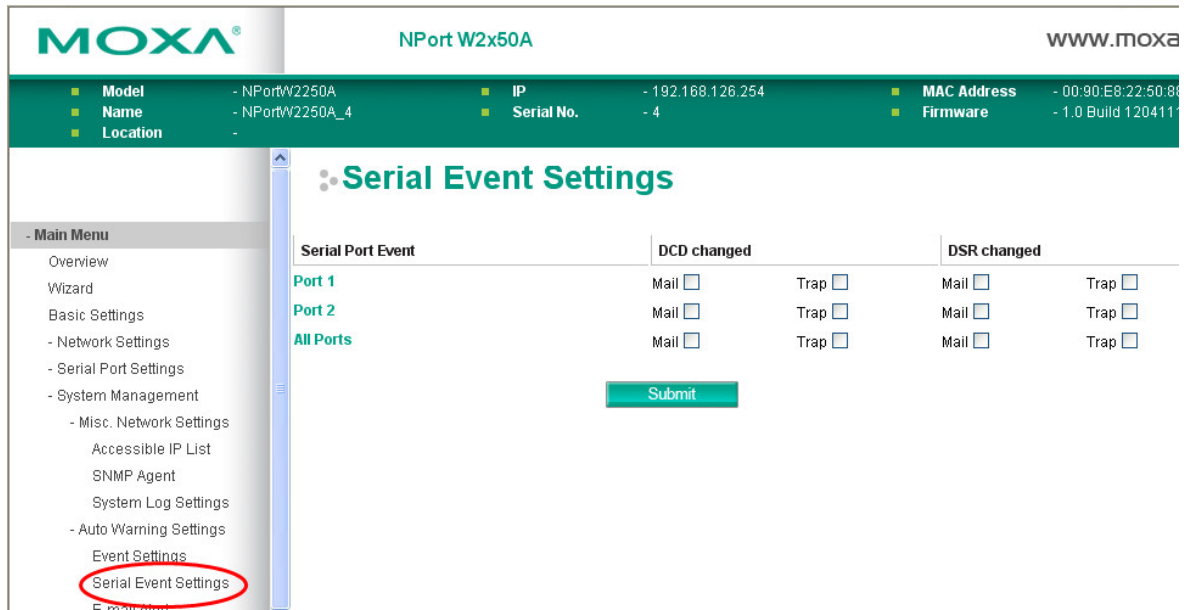 MOXA®
NPort W2x50A
www.moxa
Model - NPortW2250A IP - 192.168.126.254 MAC Address - 00:90:E8:22:50:88
Name - NPortW2250A_4 Serial No. - 4 Firmware - 1.0 Build 1204111
Location -
Serial Event Settings
- Main Menu
Overview
Wizard
Basic Settings
- Network Settings
- Serial Port Settings
- System Management
- Misc. Network Settings
Accessible IP List
SNMP Agent
System Log Settings
- Auto Warning Settings
Event Settings
Serial Event Settings
E-mail Alert
Serial Port Event DCD changed DSR changed
Port 1 Mail Trap Mail Trap
Port 2 Mail Trap Mail Trap
All Ports Mail Trap Mail Trap
Submit